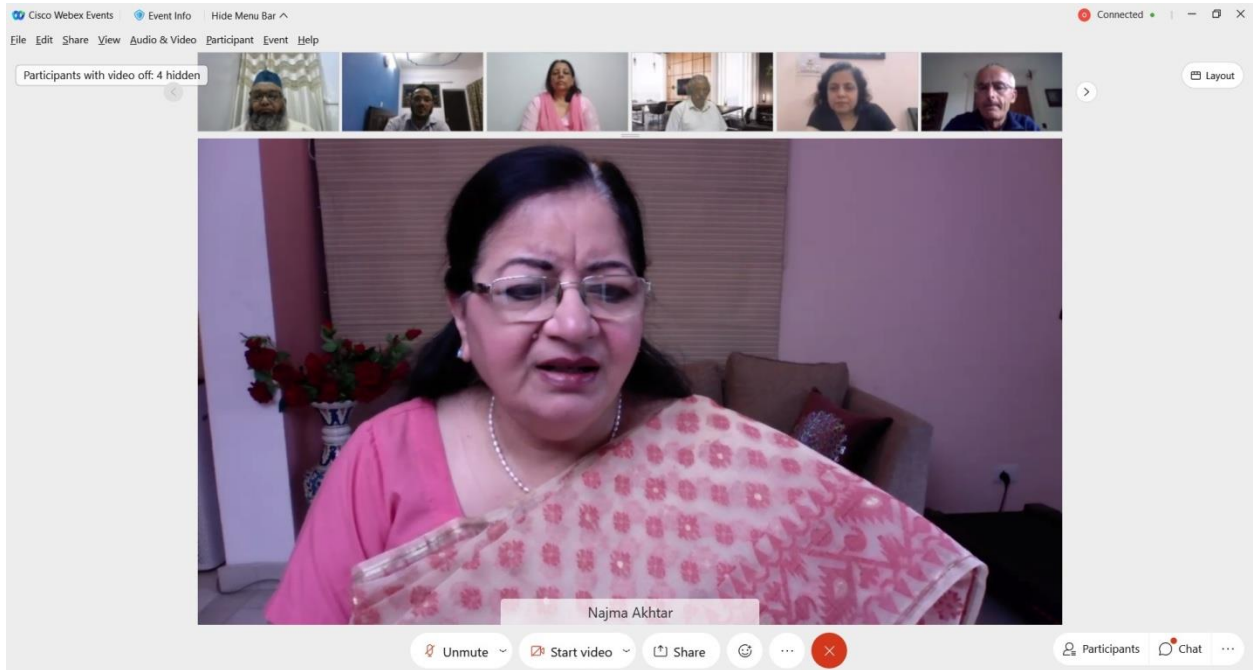 Cisco Webex Events Event Info Hide Menu Bar Connected
File Edit Share View Audio & Video Participant Event Help
Participants with video off: 4 hidden
Layout
Najma Akhtar
Unmute Start video Share Participants Chat